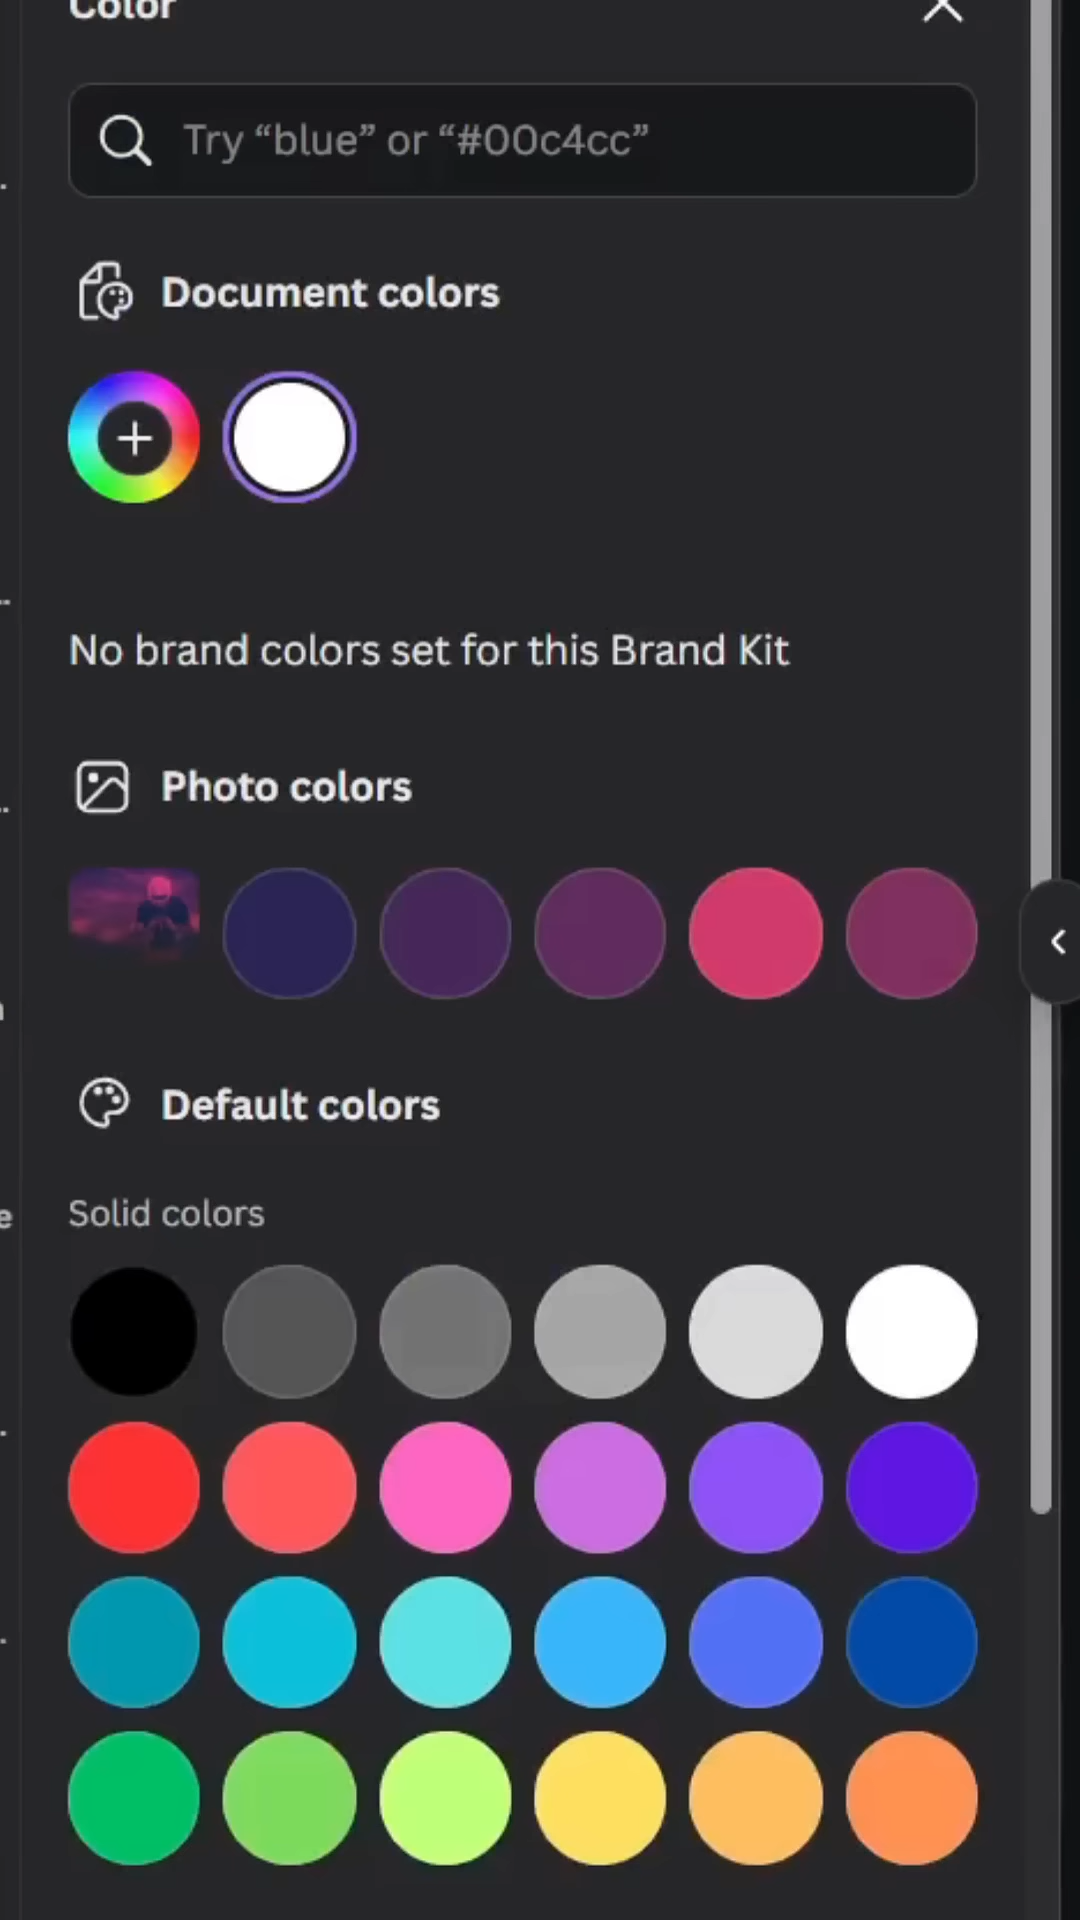 Color
Try “blue” or “#00c4cc”
Document colors
No brand colors set for this Brand Kit
Photo colors
Default colors
Solid colors